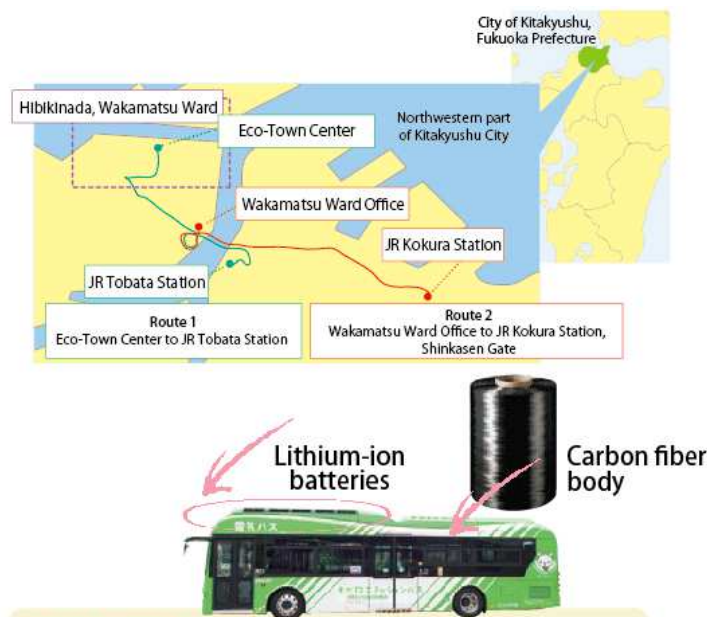 City of Kitakyushu,
Fukuoka Prefecture
Hibikinada, Wakamatsu Ward
Eco-Town Center
Northwestern part
of Kitakyushu City
Wakamatsu Ward Office
JR Kokura Station
JR Tobata Station
Route 1
Eco-Town Center to JR Tobata Station
Route 2
Wakamatsu Ward Office to JR Kokura Station,
Shinkasen Gate
Lithium-ion
batteries
Carbon fiber
body
電気バス